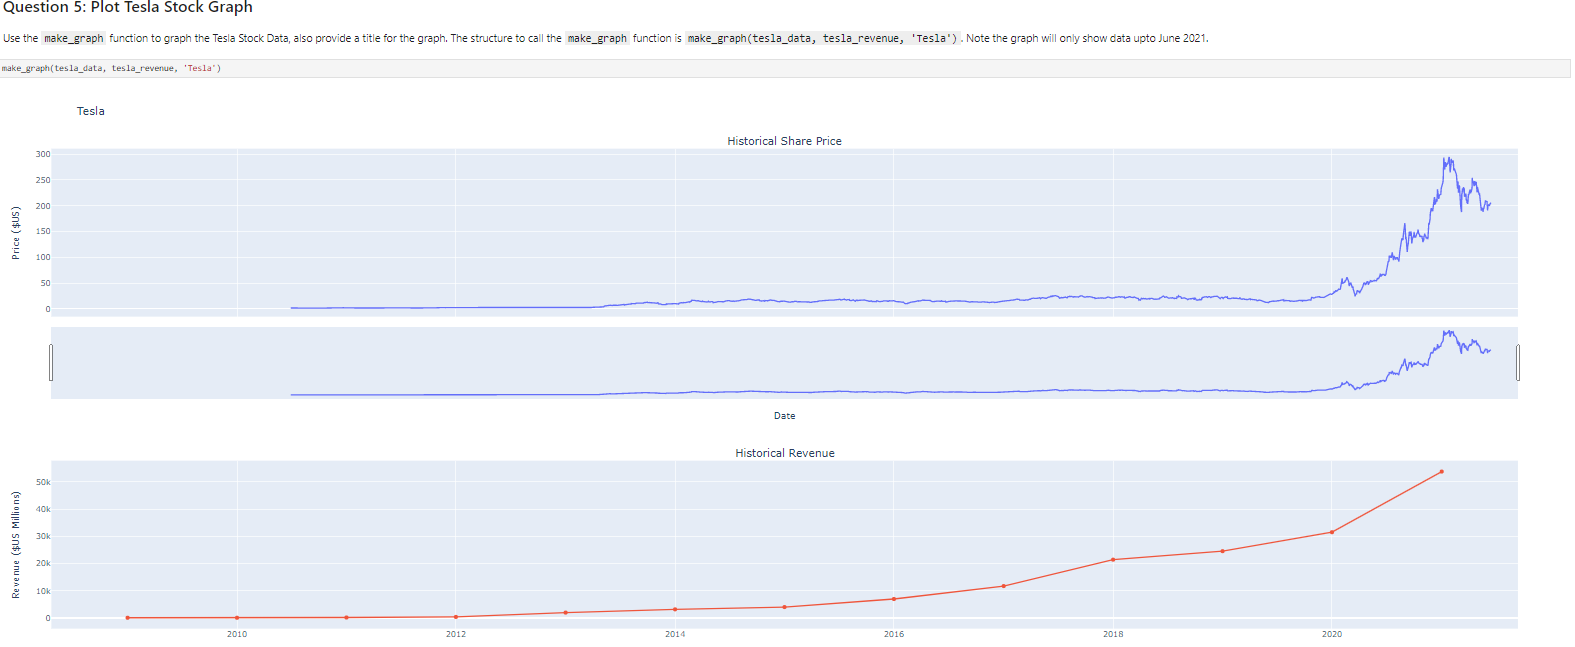 Question 5: Plot Tesla Stock Graph
Use the make_graph function to graph the Tesla Stock Data, also provide a title for the graph. The structure to call the make_graph function is make_graph(tesla_data, tesla_revenue, 'Tesla') . Note the graph will only show data upto June 2021.
make_graph(tesla_data, tesla_revenue, 'Tesla')
Tesla
Historical Share Price
300
250
200
150
100
50
0
Price ($US)
Date
Historical Revenue
50k
40k
30k
20k
10k
0
Revenue ($US Millions)
2010 2012 2014 2016 2018 2020